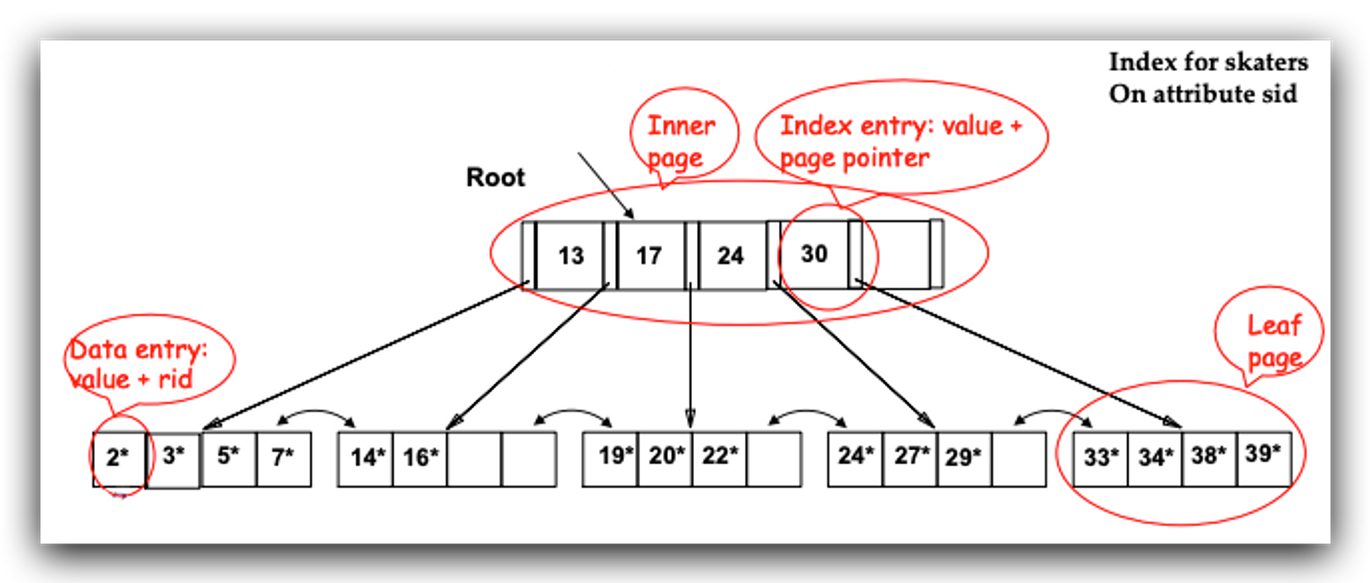 Index for skaters
On attribute sid
Inner
page
Index entry: value +
page pointer
Root
13 17 24 30
Data entry:
value + rid
Leaf
page
2* 3* 5* 7* 14* 16* 19* 20* 22* 24* 27* 29* 33* 34* 38* 39*